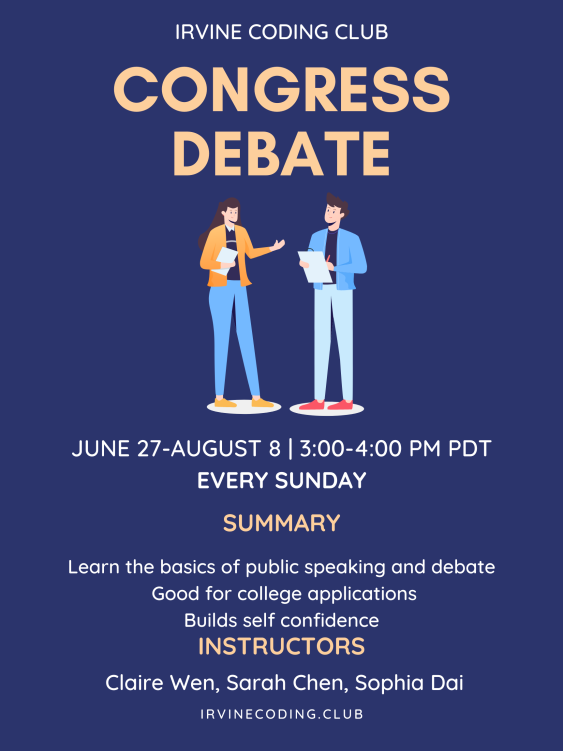 IRVINE CODING CLUB
CONGRESS
DEBATE
JUNE 27-AUGUST 8 | 3:00-4:00 PM PDT
EVERY SUNDAY
SUMMARY
Learn the basics of public speaking and debate
Good for college applications
Builds self confidence
INSTRUCTORS
Claire Wen, Sarah Chen, Sophia Dai
IRVINECODING.CLUB